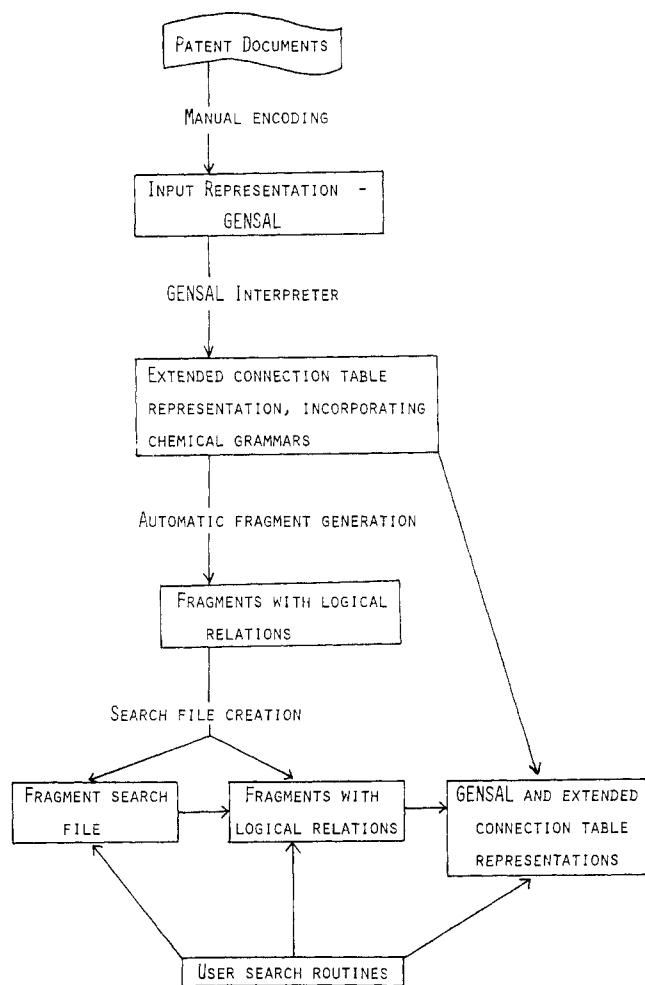 PATENT DOCUMENTS
MANUAL ENCODING
INPUT REPRESENTATION -
GENSAL
GENSAL INTERPRETER
EXTENDED CONNECTION TABLE
REPRESENTATION, INCORPORATING
CHEMICAL GRAMMARS
AUTOMATIC FRAGMENT GENERATION
FRAGMENTS WITH LOGICAL
RELATIONS
SEARCH FILE CREATION
FRAGMENT SEARCH
FILE
FRAGMENTS WITH
LOGICAL RELATIONS
GENSAL AND EXTENDED
CONNECTION TABLE
REPRESENTATIONS
USER SEARCH ROUTINES